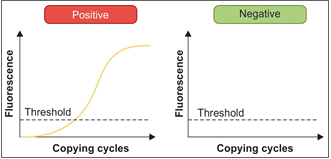 Positive
Fluorescence
Threshold
Copying cycles
Negative
Fluorescence
Threshold
Copying cycles